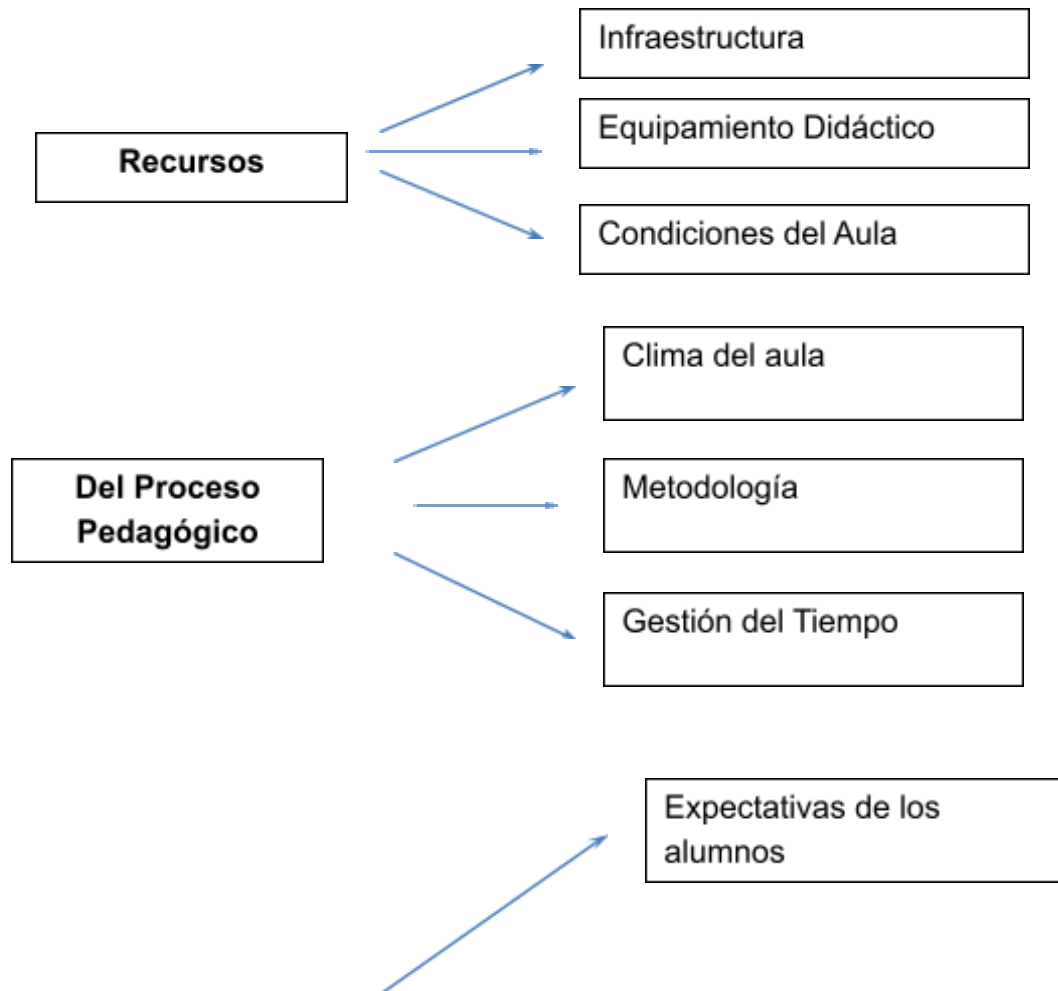 Infraestructura
Equipamiento Didáctico
Recursos
Condiciones del Aula
Clima del aula
Del Proceso
Pedagógico
Metodología
Gestión del Tiempo
Expectativas de los
alumnos